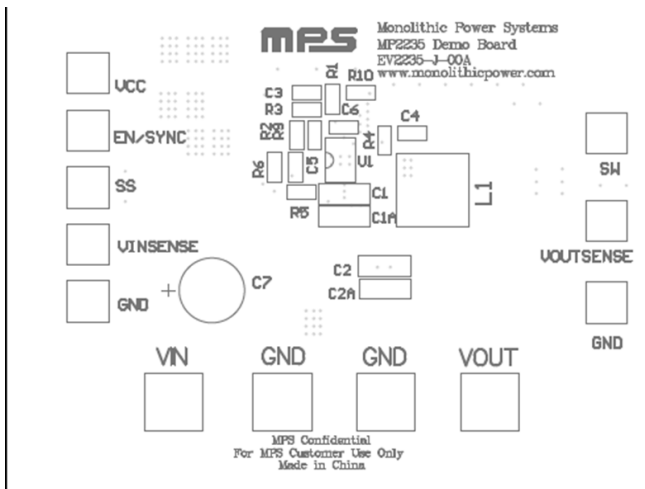 MPS
Monolithic Power Systems
MP2235 Demo Board
EV2235-J-00A
www.monolithicpower.com
VCC
EN/SYNC
SS
VINSENSE
GND
R1
R10
C3
R3
C6
C4
R2
R4
U1
R6
C5
R5
C1
C1A
L1
SW
VOUTSENSE
GND
C2
C2A
C7
+
VIN
GND
GND
VOUT
MPS Confidential
For MPS Customer Use Only
Made in China